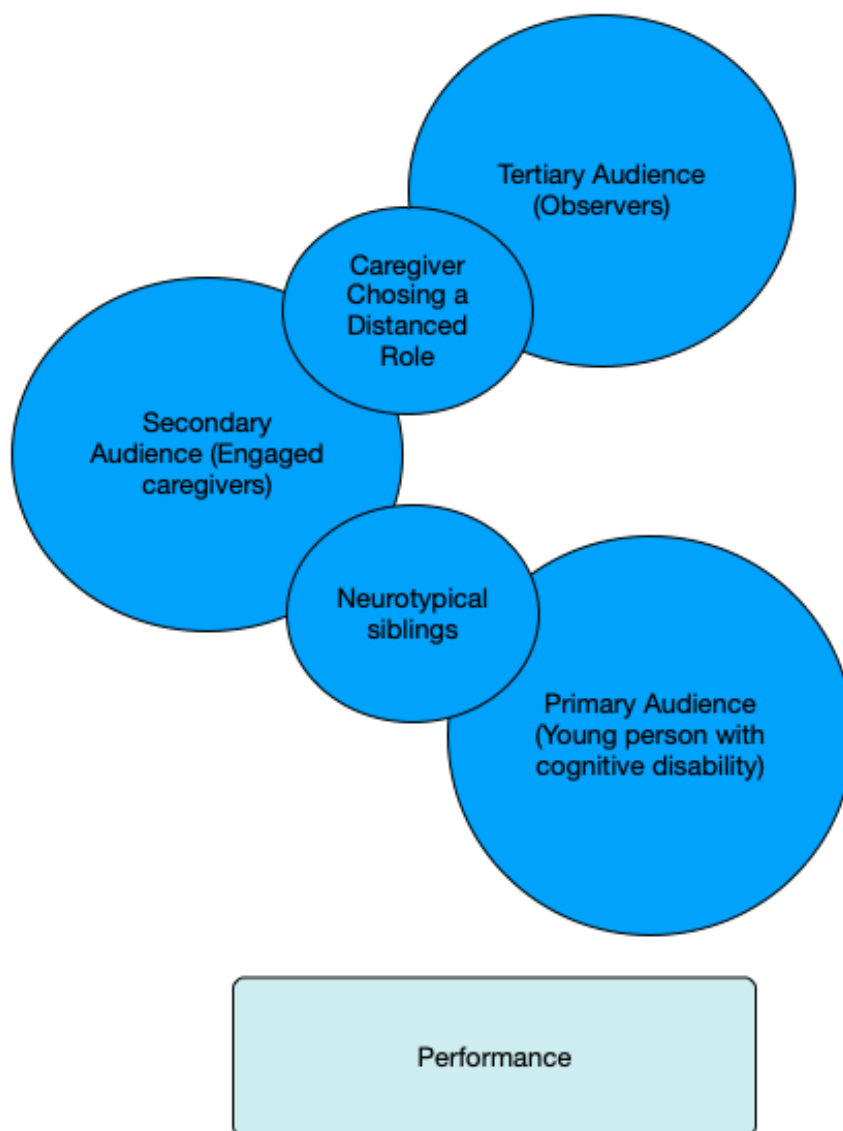 Tertiary Audience
(Observers)
Caregiver
Chosing a
Distanced
Role
Secondary
Audience (Engaged
caregivers)
Neurotypical
siblings
Primary Audience
(Young person with
cognitive disability)
Performance